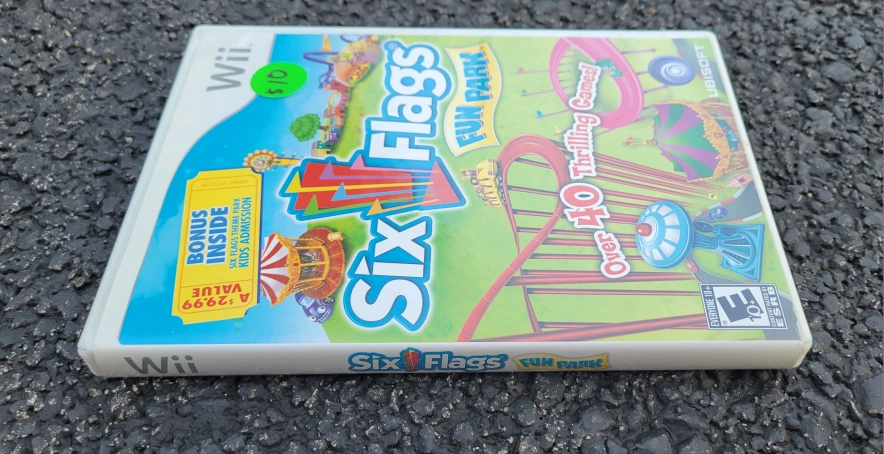 Wii
$10
Six Flags
FUN PARK
UBISOFT
Over 40 Thrilling Games!
BONUS
INSIDE
SIX FLAGS THEME PARK
KIDS ADMISSION
A $29.99
VALUE
EVERYONE 10+
E
10+
ESRB
Wii
Six Flags
FUN PARK